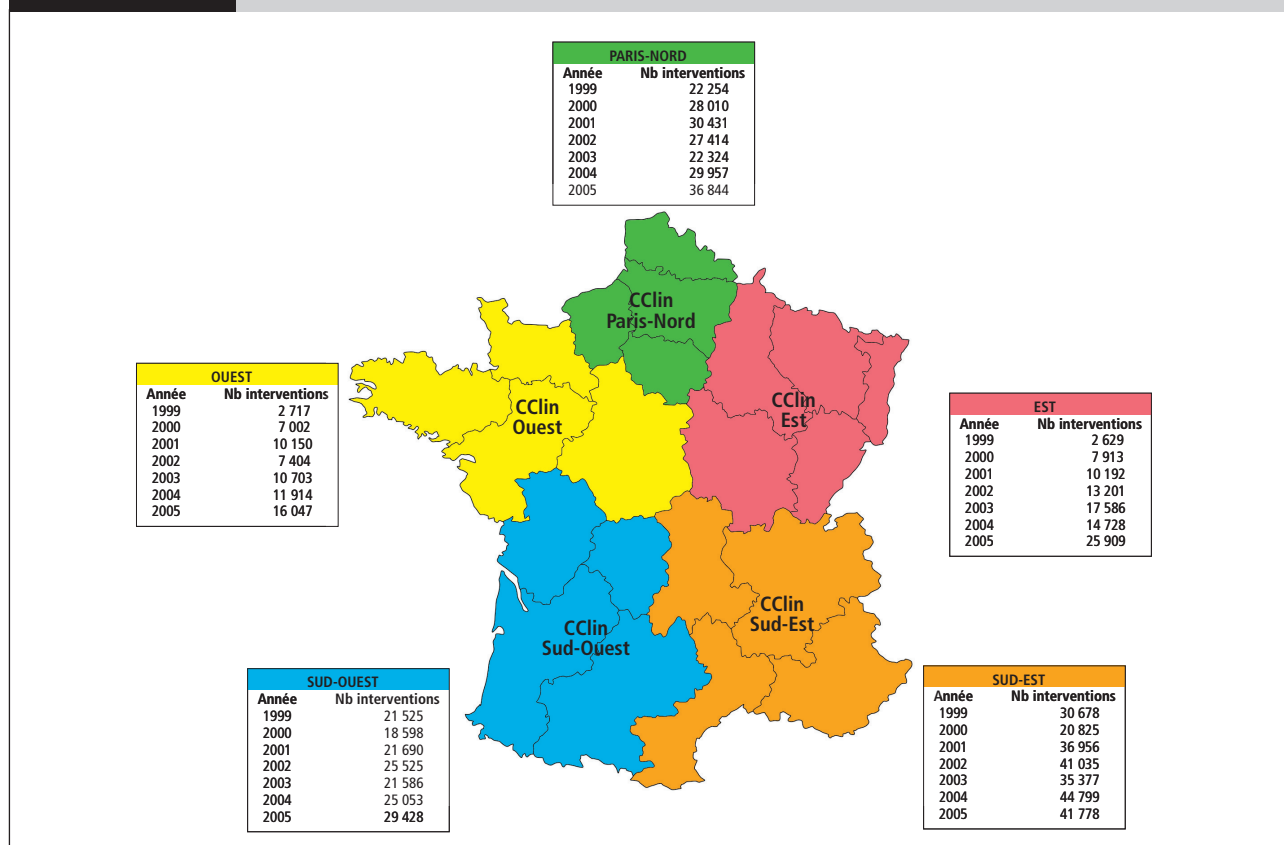 PARIS-NORD
Année Nb interventions
1999 22 254
2000 28 010
2001 30 431
2002 27 414
2003 22 324
2004 29 957
2005 36 844
CClin
Paris-Nord
OUEST
Année Nb interventions
1999 2 717
2000 7 002
2001 10 150
2002 7 404
2003 10 703
2004 11 914
2005 16 047
CClin
Ouest
CClin
Est
EST
Année Nb interventions
1999 2 629
2000 7 913
2001 10 192
2002 13 201
2003 17 586
2004 14 728
2005 25 909
CClin
Sud-Ouest
CClin
Sud-Est
SUD-OUEST
Année Nb interventions
1999 21 525
2000 18 598
2001 21 690
2002 25 525
2003 21 586
2004 25 053
2005 29 428
SUD-EST
Année Nb interventions
1999 30 678
2000 20 825
2001 36 956
2002 41 035
2003 35 377
2004 44 799
2005 41 778